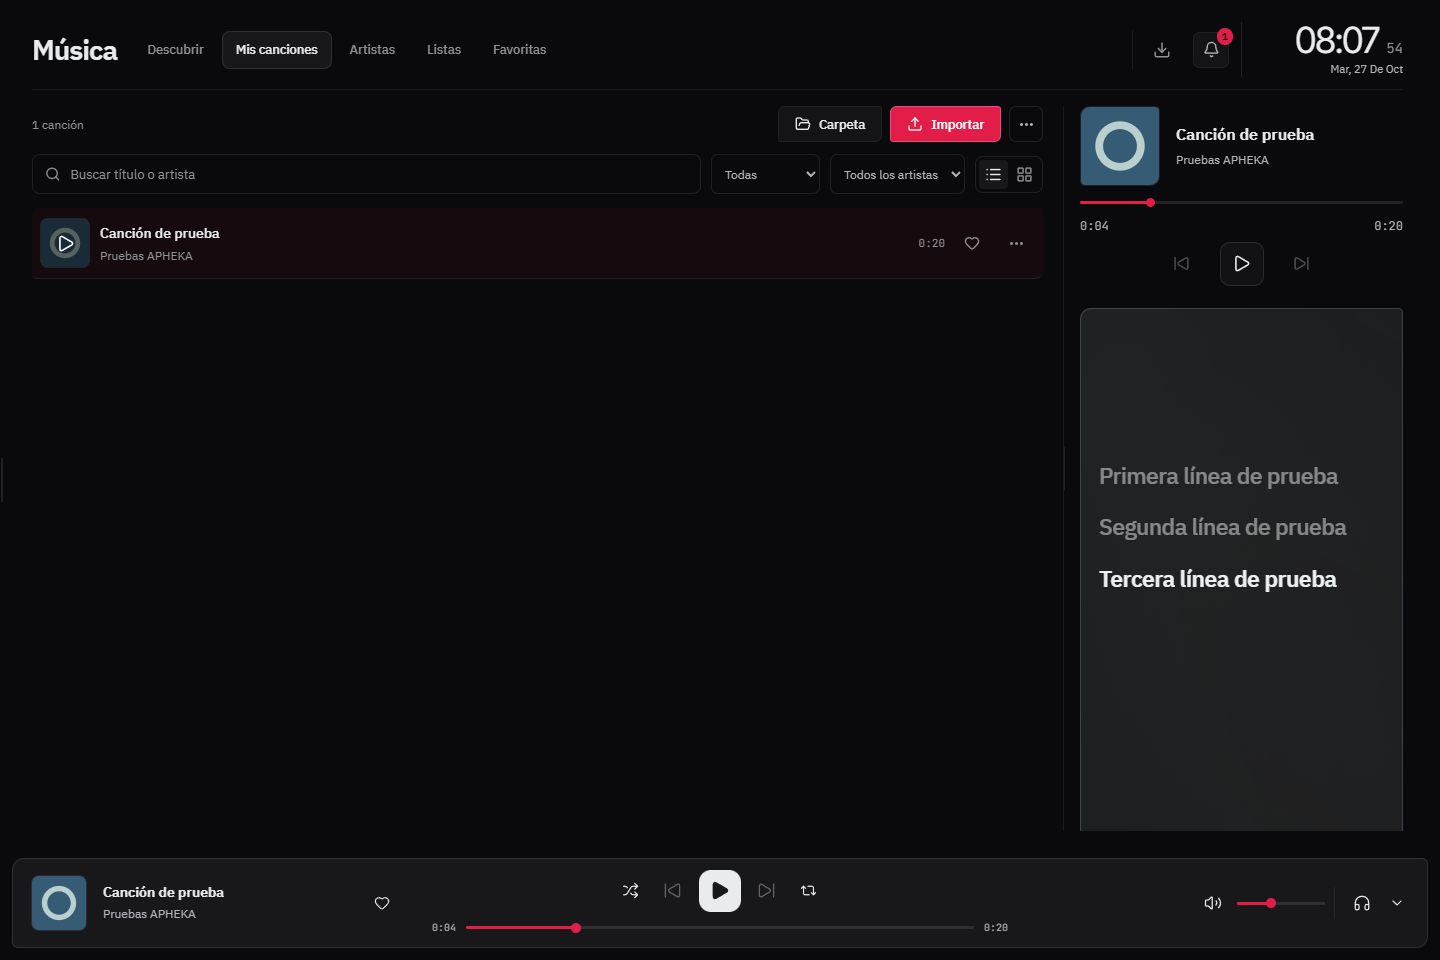 Música
Descubrir
Mis canciones
Artistas
Listas
Favoritas
1
08:07 54
Mar, 27 De Oct
1 canción
Carpeta
Importar
Buscar título o artista
Todas
Todos los artistas
Canción de prueba
Pruebas APHEKA
0:20
Canción de prueba
Pruebas APHEKA
0:04
0:20
Primera línea de prueba
Segunda línea de prueba
Tercera línea de prueba
Canción de prueba
Pruebas APHEKA
0:04
0:20